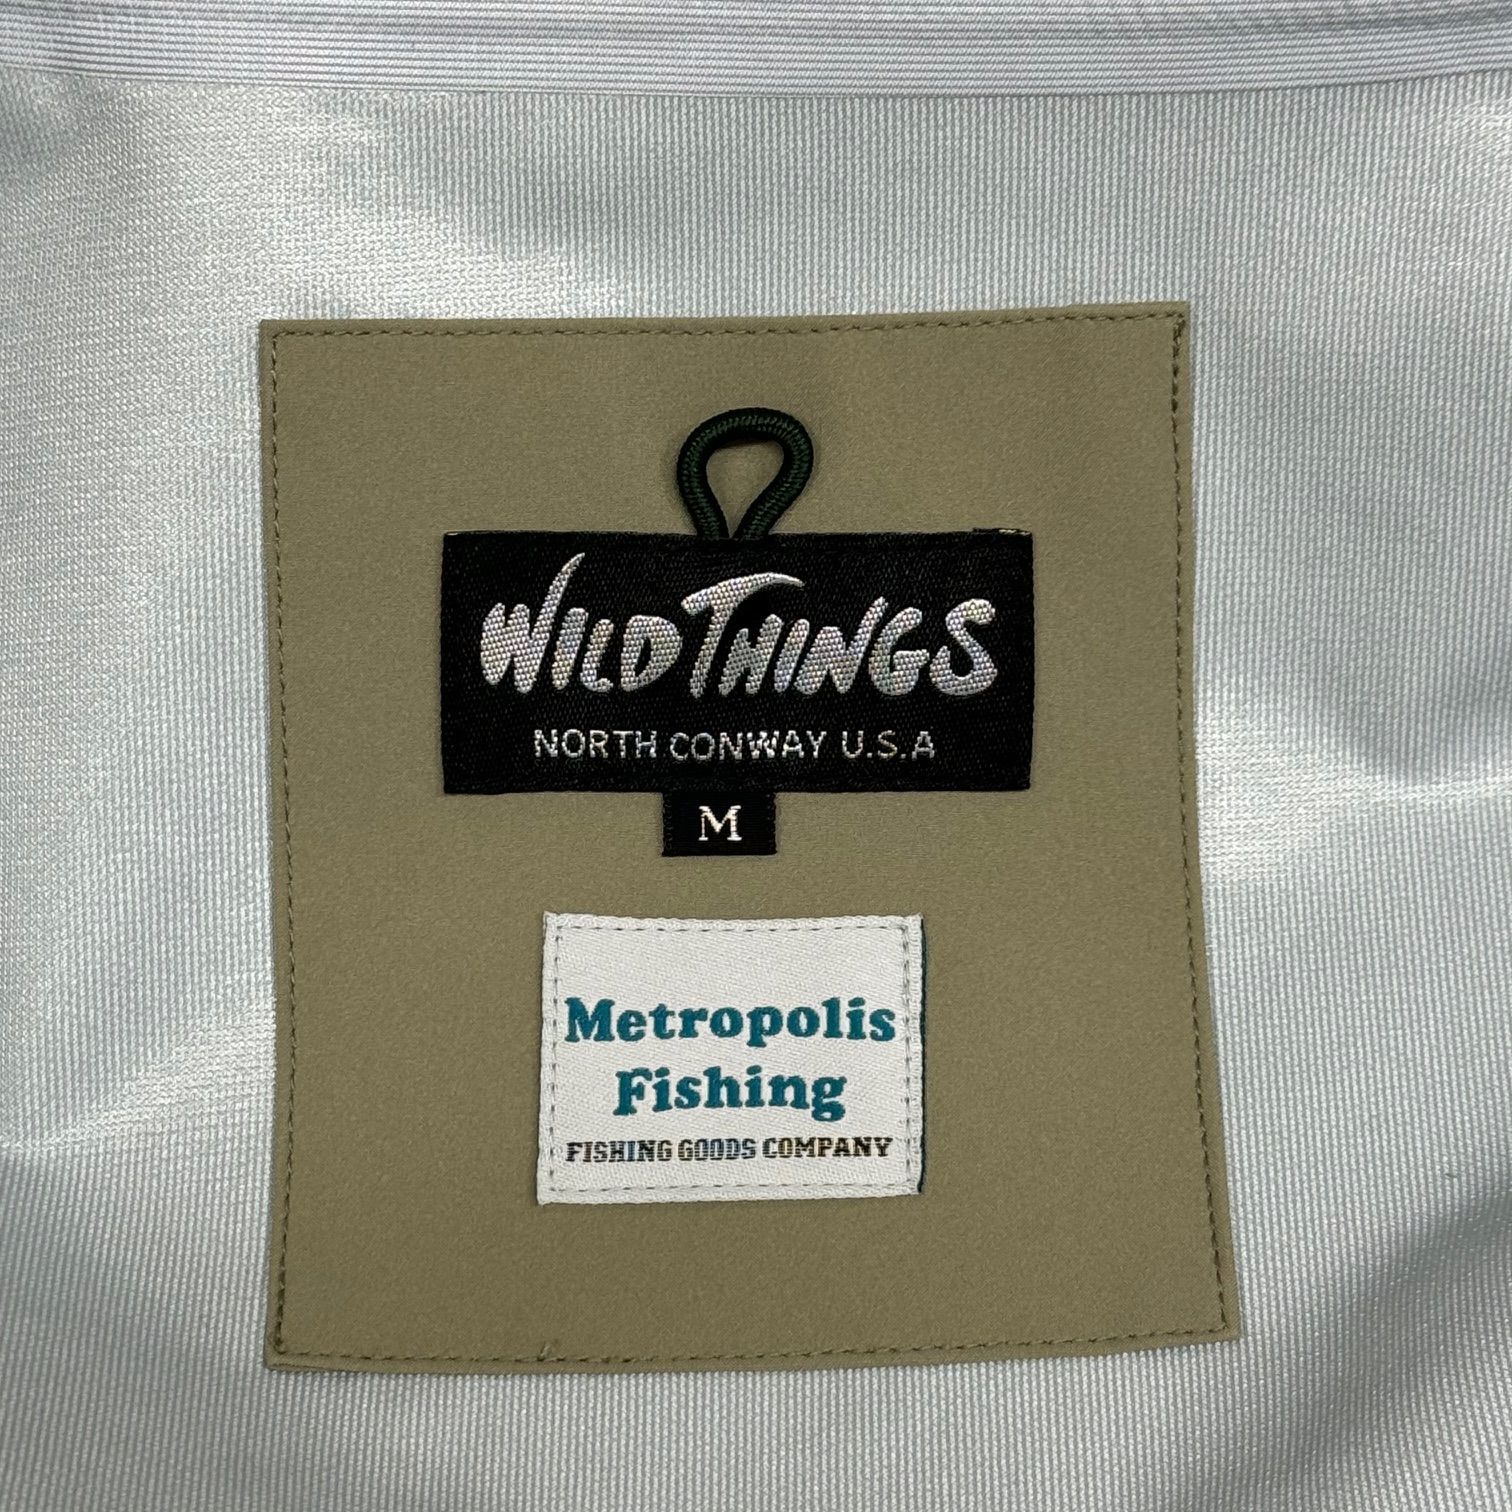 WILDTHINGS
NORTH CONWAY U.S.A
M
Metropolis
Fishing
FISHING GOODS COMPANY